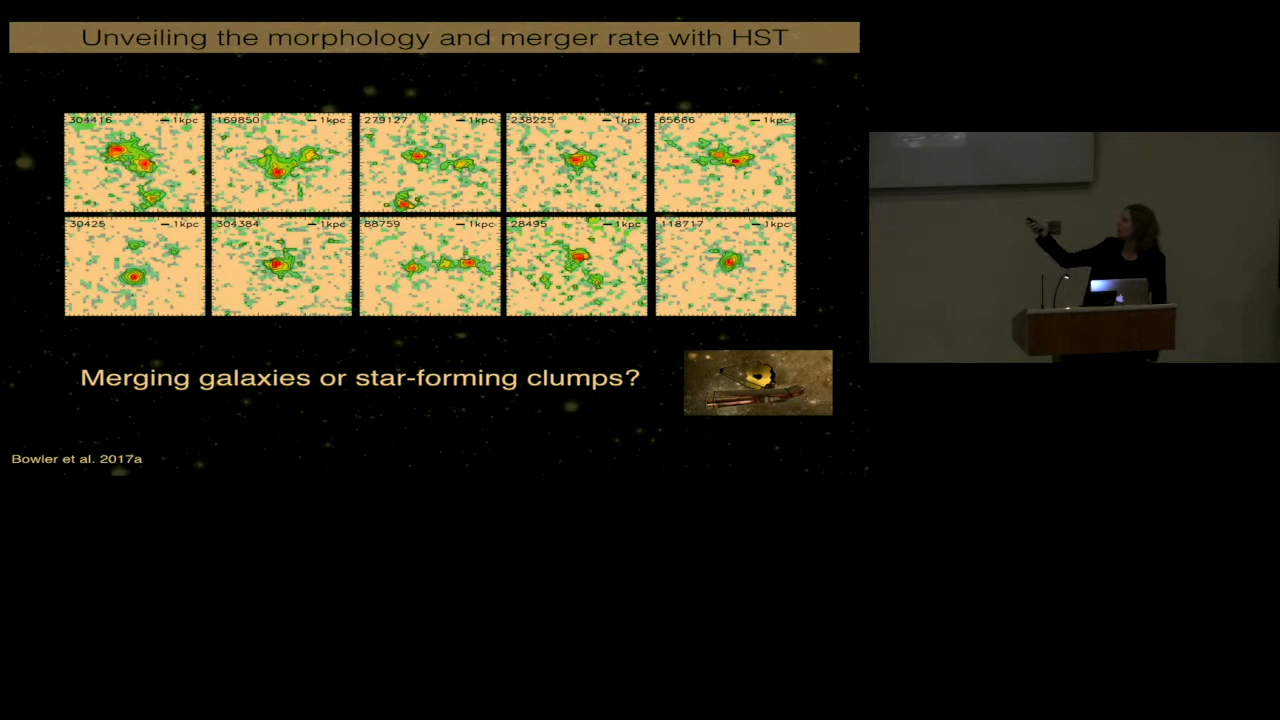 Unveiling the morphology and merger rate with HST
304416 1kpc 169850 1kpc 279127 1kpc 238225 1kpc 65666 1kpc
30425 1kpc 304384 1kpc 88759 1kpc 28495 1kpc 118717 1kpc
Merging galaxies or star-forming clumps?
Bowler et al. 2017a